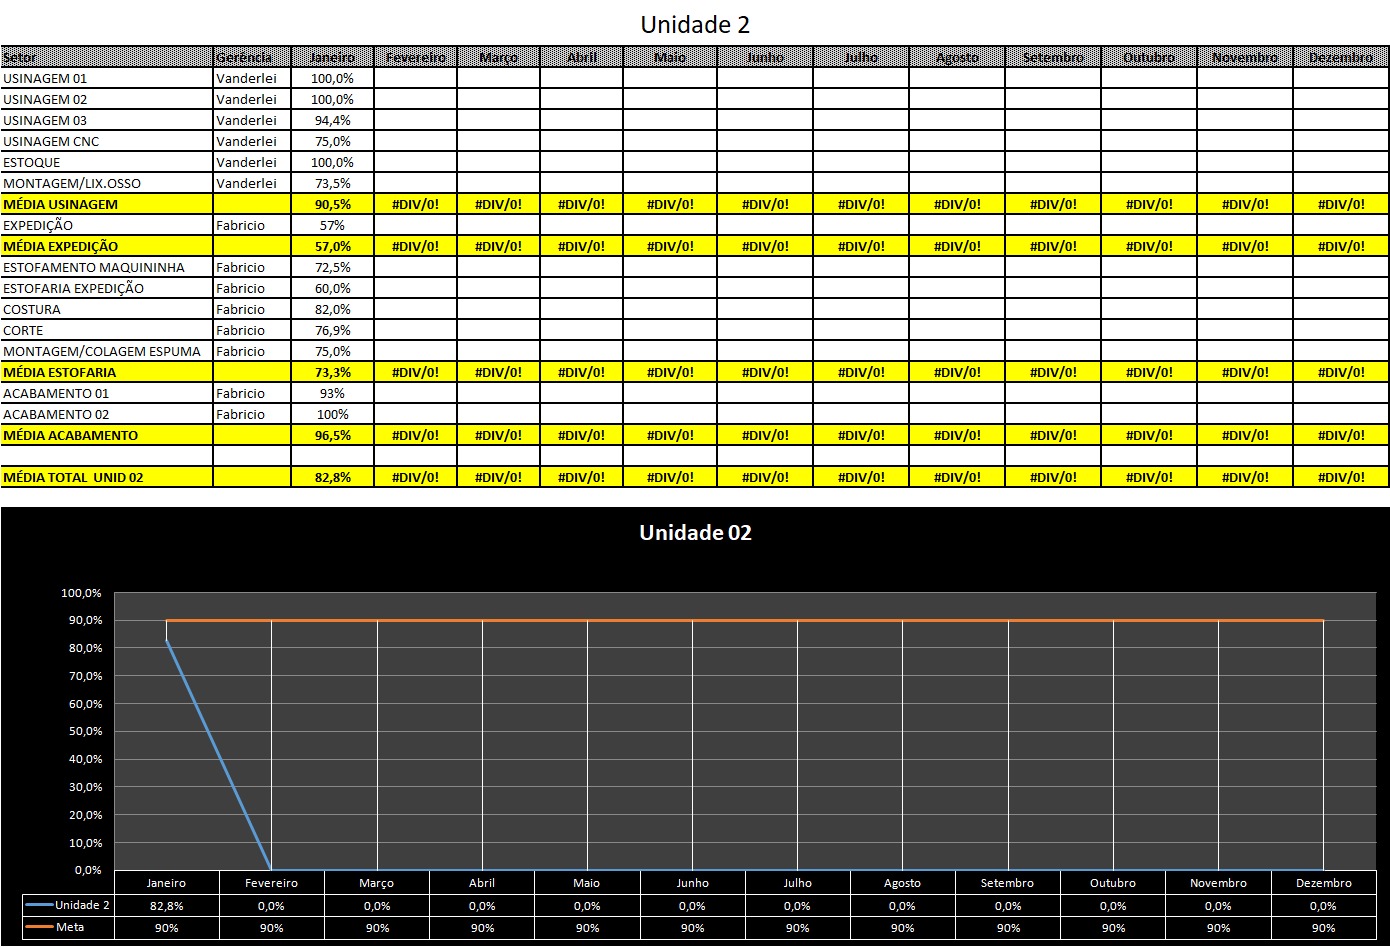 Unidade 2
Setor Gerência Janeiro Fevereiro Março Abril Maio Junho Julho Agosto Setembro Outubro Novembro Dezembro
USINAGEM 01 Vanderlei 100,0%
USINAGEM 02 Vanderlei 100,0%
USINAGEM 03 Vanderlei 94,4%
USINAGEM CNC Vanderlei 75,0%
ESTOQUE Vanderlei 100,0%
MONTAGEM/LIX.OSSO Vanderlei 73,5%
MÉDIA USINAGEM 90,5% #DIV/0! #DIV/0! #DIV/0! #DIV/0! #DIV/0! #DIV/0! #DIV/0! #DIV/0! #DIV/0! #DIV/0! #DIV/0!
EXPEDIÇÃO Fabricio 57%
MÉDIA EXPEDIÇÃO 57,0% #DIV/0! #DIV/0! #DIV/0! #DIV/0! #DIV/0! #DIV/0! #DIV/0! #DIV/0! #DIV/0! #DIV/0! #DIV/0!
ESTOFAMENTO MAQUININHA Fabricio 72,5%
ESTOFARIA EXPEDIÇÃO Fabricio 60,0%
COSTURA Fabricio 82,0%
CORTE Fabricio 76,9%
MONTAGEM/COLAGEM ESPUMA Fabricio 75,0%
MÉDIA ESTOFARIA 73,3% #DIV/0! #DIV/0! #DIV/0! #DIV/0! #DIV/0! #DIV/0! #DIV/0! #DIV/0! #DIV/0! #DIV/0! #DIV/0!
ACABAMENTO 01 Fabricio 93%
ACABAMENTO 02 Fabricio 100%
MÉDIA ACABAMENTO 96,5% #DIV/0! #DIV/0! #DIV/0! #DIV/0! #DIV/0! #DIV/0! #DIV/0! #DIV/0! #DIV/0! #DIV/0! #DIV/0!
MÉDIA TOTAL UNID 02 82,8% #DIV/0! #DIV/0! #DIV/0! #DIV/0! #DIV/0! #DIV/0! #DIV/0! #DIV/0! #DIV/0! #DIV/0! #DIV/0!
Unidade 02
100,0%
90,0%
80,0%
70,0%
60,0%
50,0%
40,0%
30,0%
20,0%
10,0%
0,0%
Janeiro Fevereiro Março Abril Maio Junho Julho Agosto Setembro Outubro Novembro Dezembro
Unidade 2 82,8% 0,0% 0,0% 0,0% 0,0% 0,0% 0,0% 0,0% 0,0% 0,0% 0,0% 0,0%
Meta 90% 90% 90% 90% 90% 90% 90% 90% 90% 90% 90% 90%